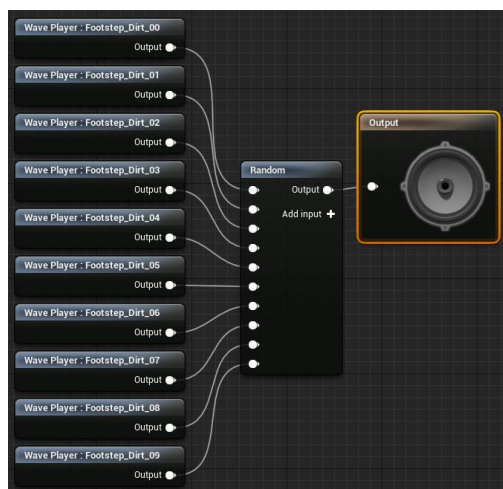 Wave Player : Footstep_Dirt_00
Output
Wave Player : Footstep_Dirt_01
Output
Wave Player : Footstep_Dirt_02
Output
Wave Player : Footstep_Dirt_03
Output
Wave Player : Footstep_Dirt_04
Output
Wave Player : Footstep_Dirt_05
Output
Wave Player : Footstep_Dirt_06
Output
Wave Player : Footstep_Dirt_07
Output
Wave Player : Footstep_Dirt_08
Output
Wave Player : Footstep_Dirt_09
Output
Random
Output
Add input
Output